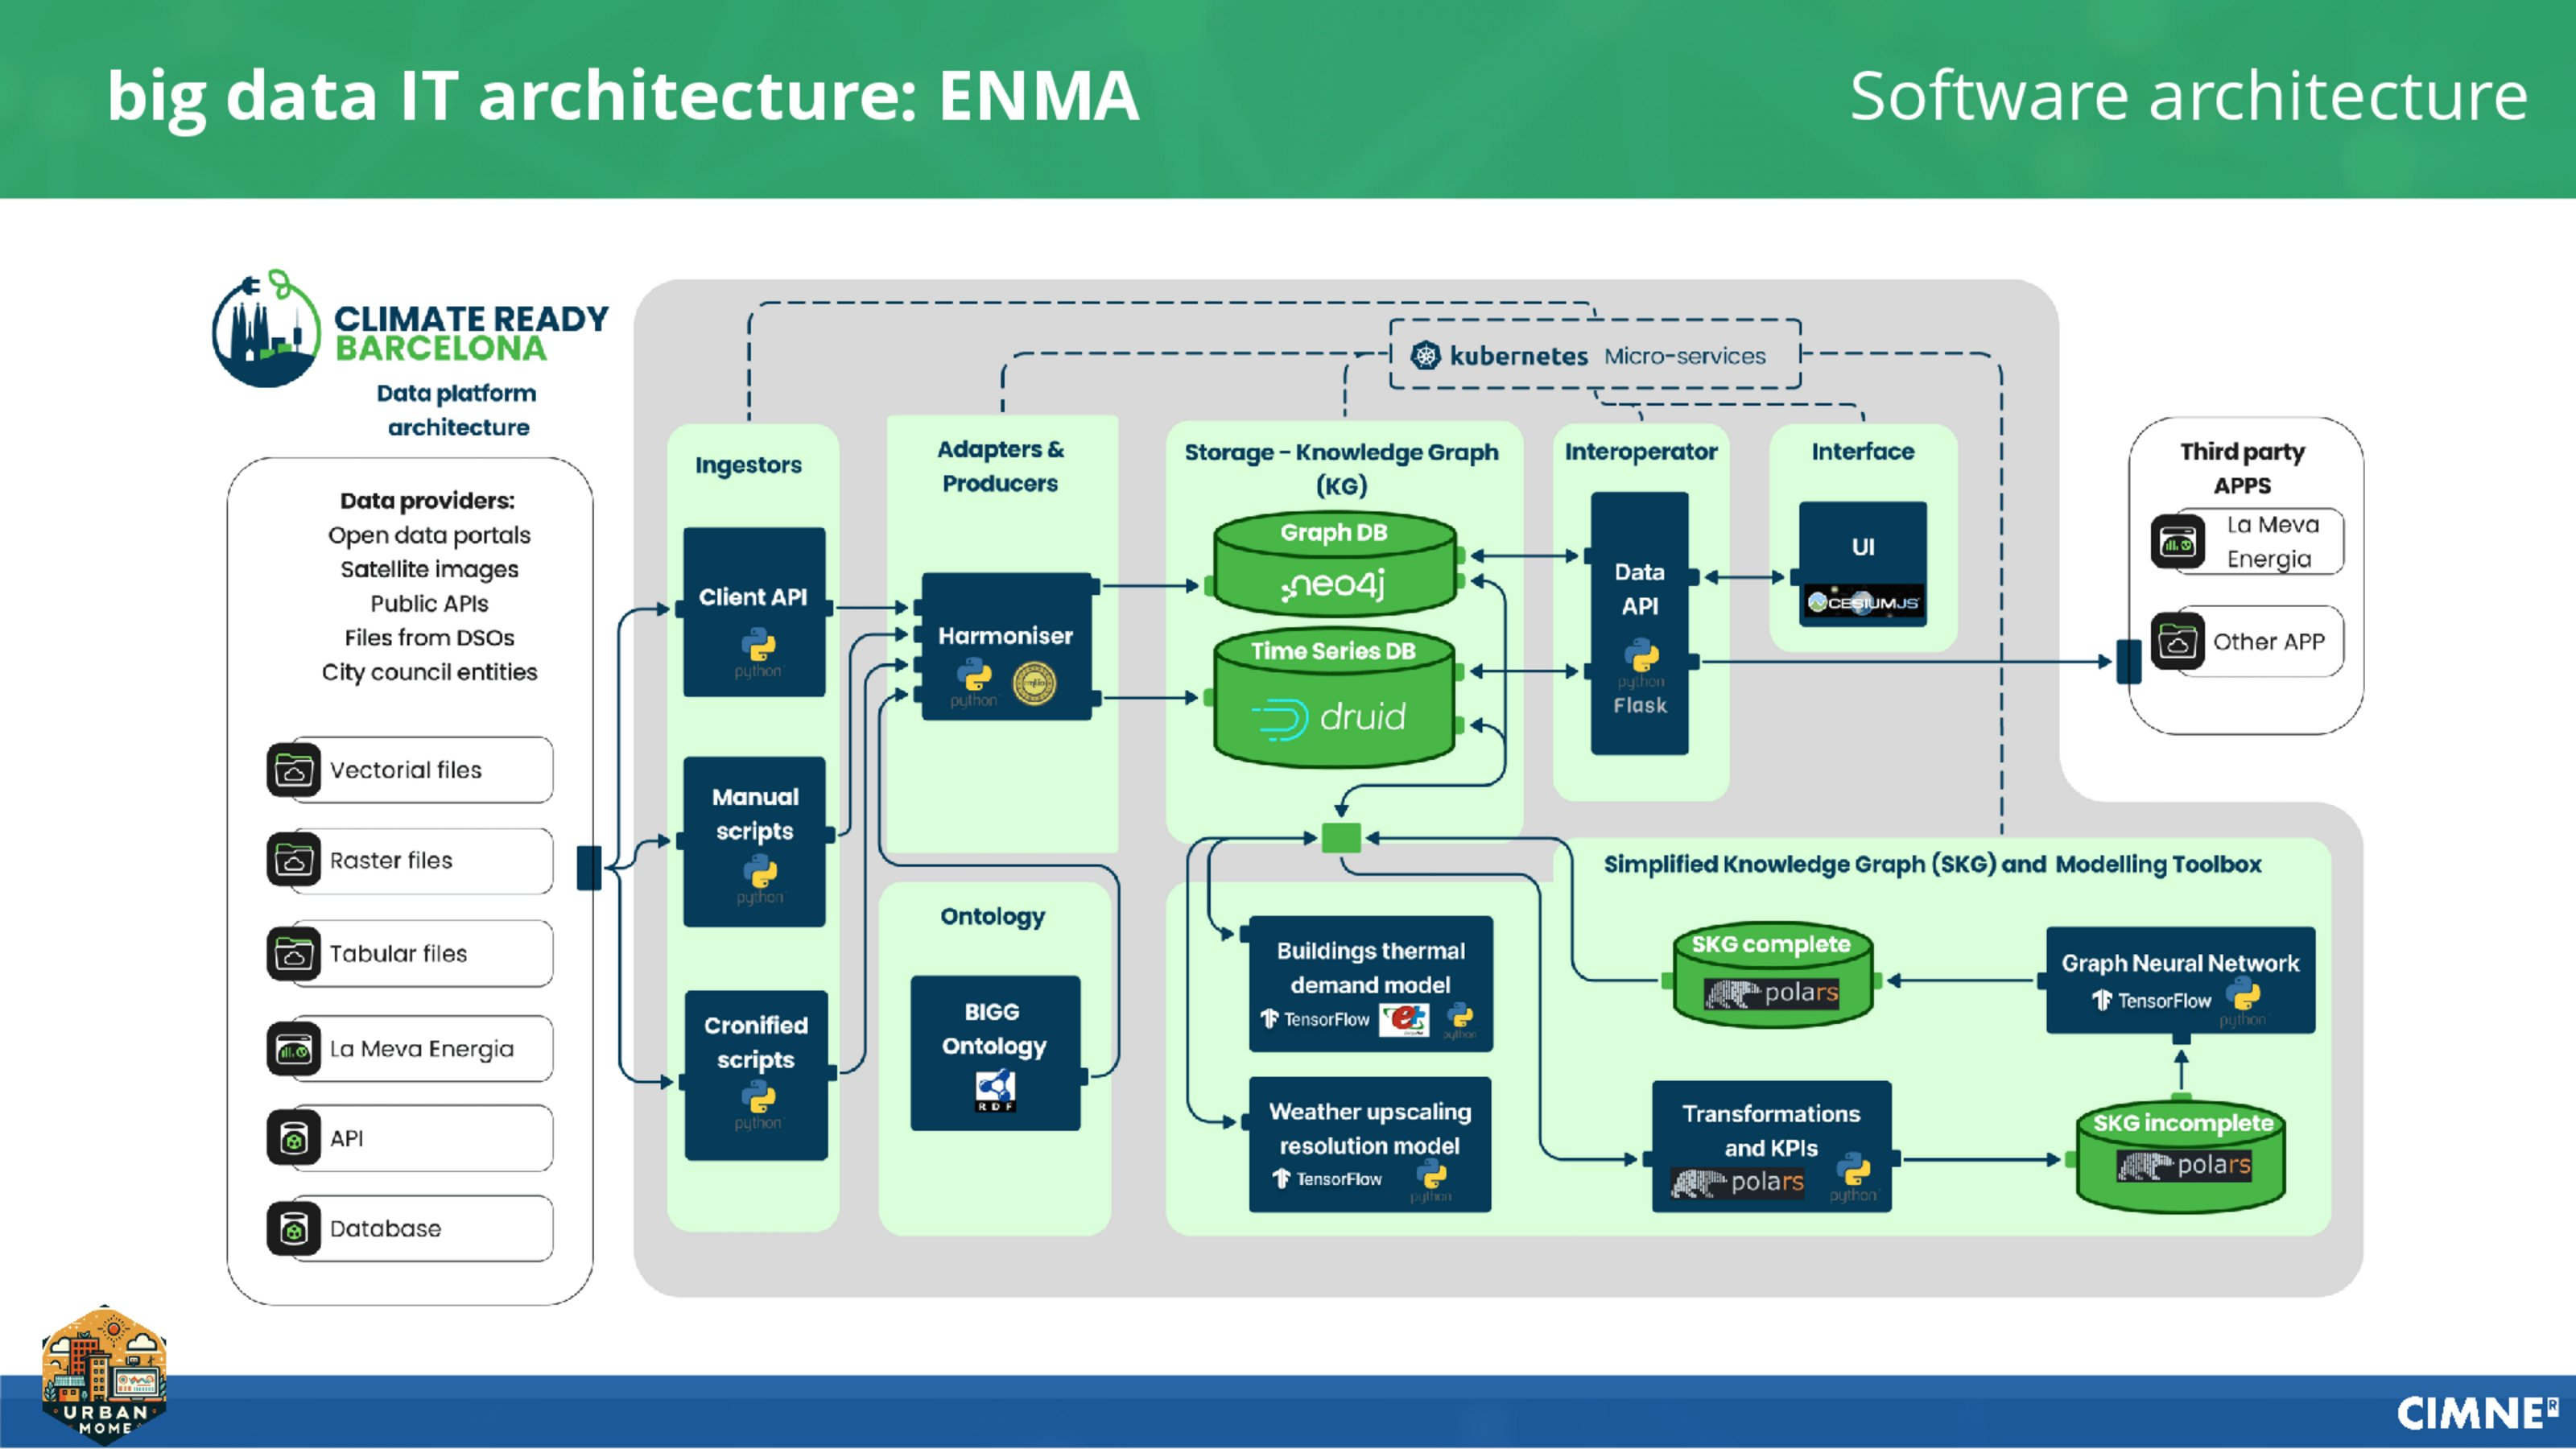 big data IT architecture: ENMA
Software architecture
CLIMATE READY
BARCELONA
Data platform
architecture
Data providers:
Open data portals
Satellite images
Public APIs
Files from DSOs
City council entities
Vectorial files
Raster files
Tabular files
La Meva Energia
API
Database
kubernetes Micro-services
Ingestors
Client API
python
Manual
scripts
python
Cronified
scripts
python
Adapters &
Producers
Harmoniser
python
Ontology
BIGG
Ontology
RDF
Storage - Knowledge Graph
(KG)
Graph DB
neo4j
Time Series DB
druid
Interoperator
Data
API
python
Flask
Interface
UI
CESIUMJS
Third party
APPS
La Meva
Energia
Other APP
Simplified Knowledge Graph (SKG) and Modelling Toolbox
Buildings thermal
demand model
TensorFlow
python
Weather upscaling
resolution model
TensorFlow
python
SKG complete
polars
Graph Neural Network
TensorFlow
python
Transformations
and KPIs
polars
python
SKG incomplete
polars
URBAN
MOME
CIMNE R